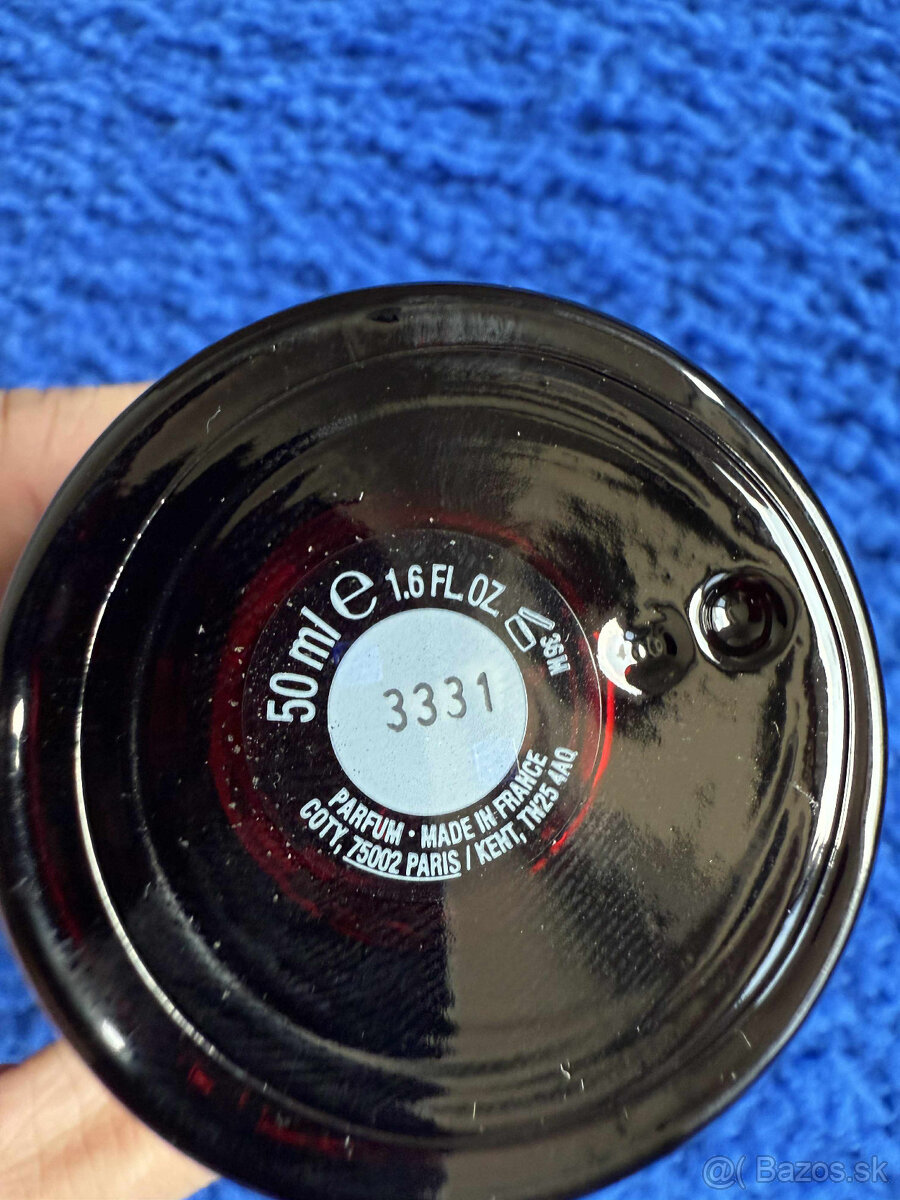 50 ml e 1.6 FL.OZ 36M
3331
PARFUM · MADE IN FRANCE
COTY, 75002 PARIS / KENT, TN25 4AQ
@( Bazos.sk